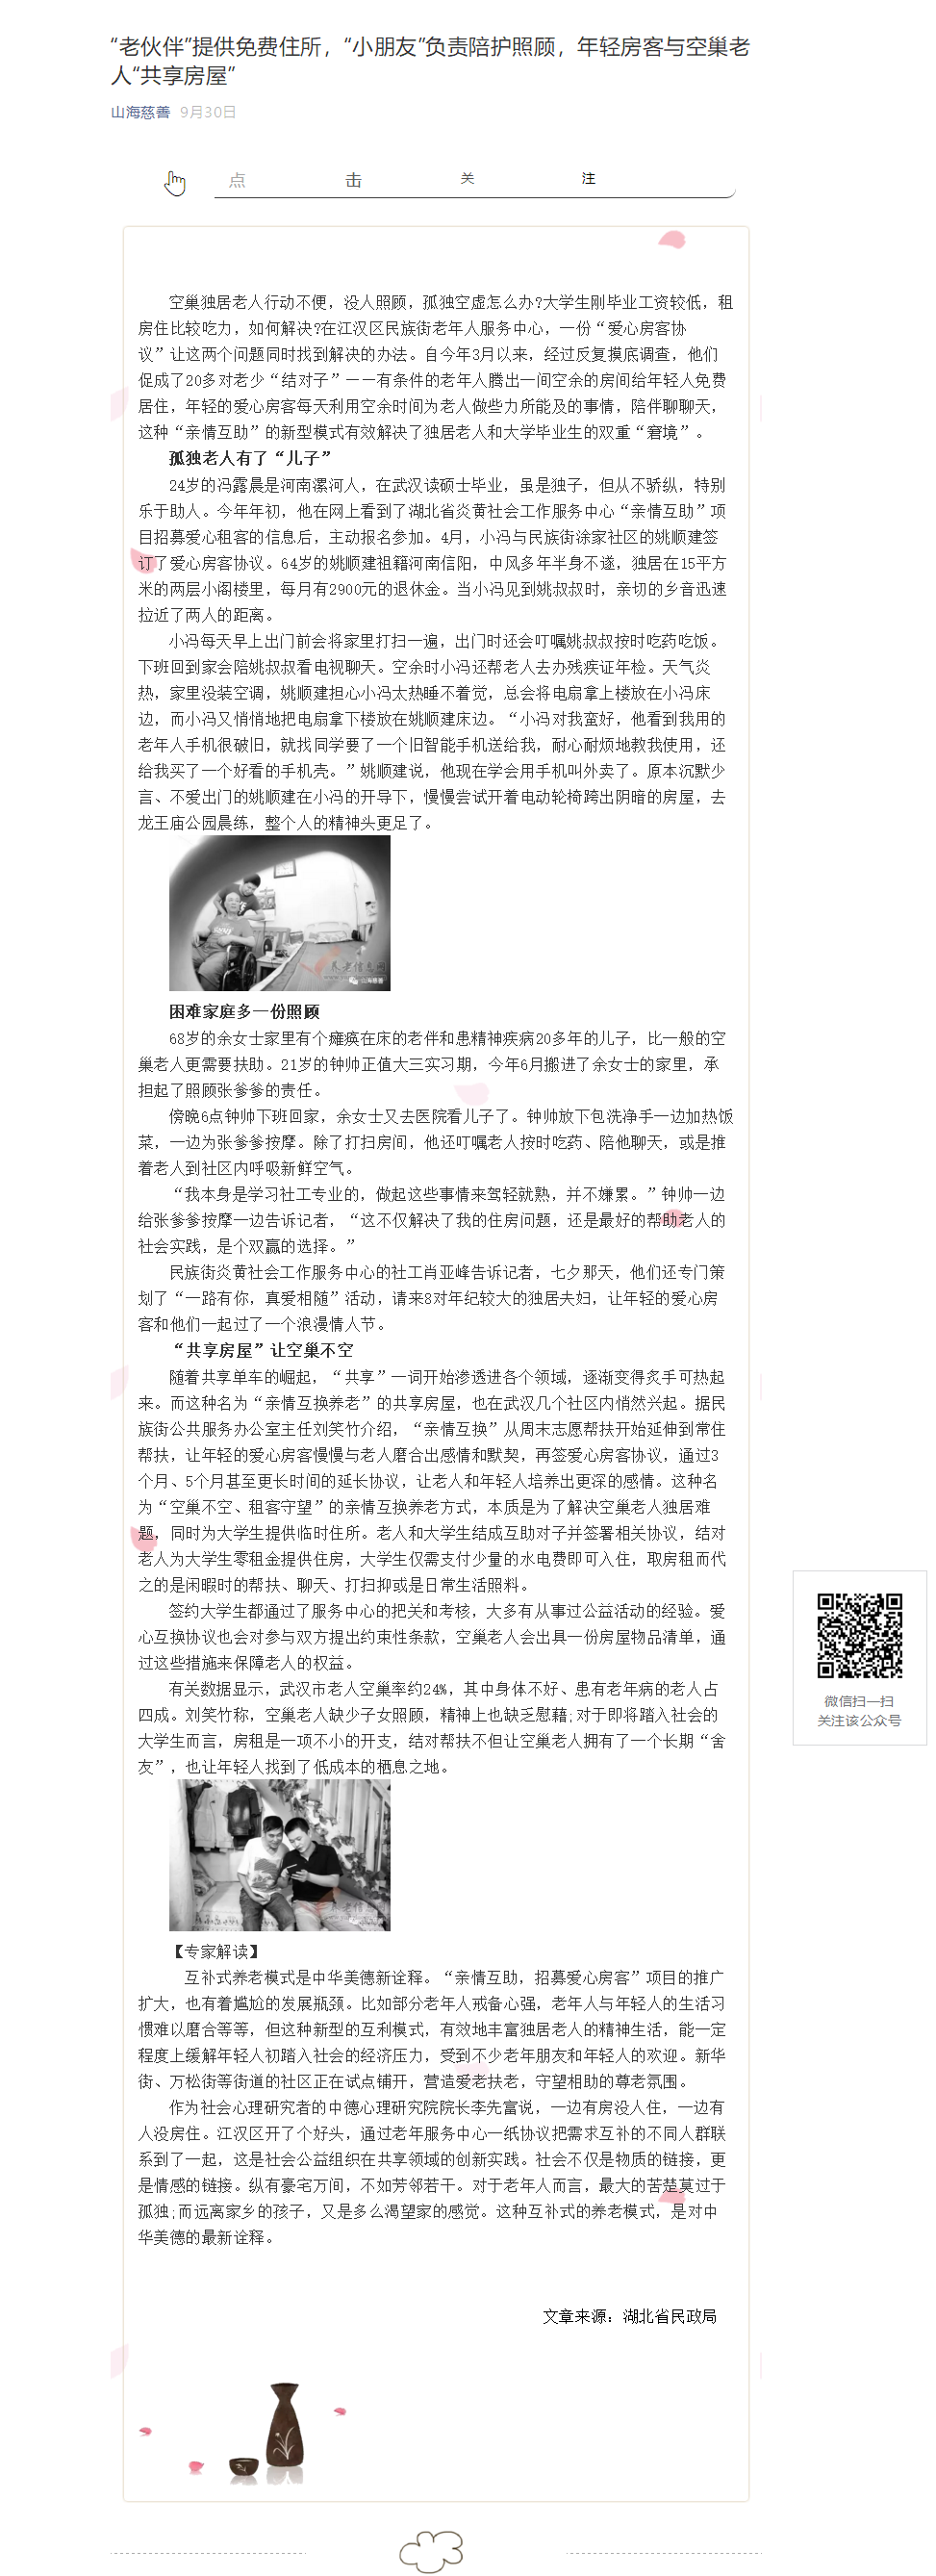 “老伙伴”提供免费住所，“小朋友”负责陪护照顾，年轻房客与空巢老
人“共享房屋”
山海慈善 9月30日
点 击 关 注
空巢独居老人行动不便，没人照顾，孤独空虚怎么办?大学生刚毕业工资较低，租
房住比较吃力，如何解决?在江汉区民族街老年人服务中心，一份“爱心房客协
议”让这两个问题同时找到解决的办法。自今年3月以来，经过反复摸底调查，他们
促成了20多对老少“结对子”——有条件的老年人腾出一间空余的房间给年轻人免费
居住，年轻的爱心房客每天利用空余时间为老人做些力所能及的事情，陪伴聊聊天，
这种“亲情互助”的新型模式有效解决了独居老人和大学毕业生的双重“窘境”。
孤独老人有了“儿子”
24岁的冯露晨是河南漯河人，在武汉读硕士毕业，虽是独子，但从不骄纵，特别
乐于助人。今年年初，他在网上看到了湖北省炎黄社会工作服务中心“亲情互助”项
目招募爱心租客的信息后，主动报名参加。4月，小冯与民族街涂家社区的姚顺建签
订了爱心房客协议。64岁的姚顺建祖籍河南信阳，中风多年半身不遂，独居在15平方
米的两层小阁楼里，每月有2900元的退休金。当小冯见到姚叔叔时，亲切的乡音迅速
拉近了两人的距离。
小冯每天早上出门前会将家里打扫一遍，出门时还会叮嘱姚叔叔按时吃药吃饭。
下班回到家会陪姚叔叔看电视聊天。空余时小冯还帮老人去办残疾证年检。天气炎
热，家里没装空调，姚顺建担心小冯太热睡不着觉，总会将电扇拿上楼放在小冯床
边，而小冯又悄悄地把电扇拿下楼放在姚顺建床边。“小冯对我蛮好，他看到我用的
老年人手机很破旧，就找同学要了一个旧智能手机送给我，耐心耐烦地教我使用，还
给我买了一个好看的手机壳。”姚顺建说，他现在学会用手机叫外卖了。原本沉默少
言、不爱出门的姚顺建在小冯的开导下，慢慢尝试开着电动轮椅跨出阴暗的房屋，去
龙王庙公园晨练，整个人的精神头更足了。
养老信息网
山海慈善
困难家庭多一份照顾
68岁的余女士家里有个瘫痪在床的老伴和患精神疾病20多年的儿子，比一般的空
巢老人更需要扶助。21岁的钟帅正值大三实习期，今年6月搬进了余女士的家里，承
担起了照顾张爹爹的责任。
傍晚6点钟帅下班回家，余女士又去医院看儿子了。钟帅放下包洗净手一边加热饭
菜，一边为张爹爹按摩。除了打扫房间，他还叮嘱老人按时吃药、陪他聊天，或是推
着老人到社区内呼吸新鲜空气。
“我本身是学习社工专业的，做起这些事情来驾轻就熟，并不嫌累。”钟帅一边
给张爹爹按摩一边告诉记者，“这不仅解决了我的住房问题，还是最好的帮助老人的
社会实践，是个双赢的选择。”
民族街炎黄社会工作服务中心的社工肖亚峰告诉记者，七夕那天，他们还专门策
划了“一路有你，真爱相随”活动，请来8对年纪较大的独居夫妇，让年轻的爱心房
客和他们一起过了一个浪漫情人节。
“共享房屋”让空巢不空
随着共享单车的崛起，“共享”一词开始渗透进各个领域，逐渐变得炙手可热起
来。而这种名为“亲情互换养老”的共享房屋，也在武汉几个社区内悄然兴起。据民
族街公共服务办公室主任刘笑竹介绍，“亲情互换”从周末志愿帮扶开始延伸到常住
帮扶，让年轻的爱心房客慢慢与老人磨合出感情和默契，再签爱心房客协议，通过3
个月、5个月甚至更长时间的延长协议，让老人和年轻人培养出更深的感情。这种名
为“空巢不空、租客守望”的亲情互换养老方式，本质是为了解决空巢老人独居难
题，同时为大学生提供临时住所。老人和大学生结成互助对子并签署相关协议，结对
老人为大学生零租金提供住房，大学生仅需支付少量的水电费即可入住，取房租而代
之的是闲暇时的帮扶、聊天、打扫抑或是日常生活照料。
签约大学生都通过了服务中心的把关和考核，大多有从事过公益活动的经验。爱
心互换协议也会对参与双方提出约束性条款，空巢老人会出具一份房屋物品清单，通
过这些措施来保障老人的权益。
有关数据显示，武汉市老人空巢率约24%，其中身体不好、患有老年病的老人占
四成。刘笑竹称，空巢老人缺少子女照顾，精神上也缺乏慰藉;对于即将踏入社会的
大学生而言，房租是一项不小的开支，结对帮扶不但让空巢老人拥有了一个长期“舍
友”，也让年轻人找到了低成本的栖息之地。
【专家解读】
互补式养老模式是中华美德新诠释。“亲情互助，招募爱心房客”项目的推广
扩大，也有着尴尬的发展瓶颈。比如部分老年人戒备心强，老年人与年轻人的生活习
惯难以磨合等等，但这种新型的互利模式，有效地丰富独居老人的精神生活，能一定
程度上缓解年轻人初踏入社会的经济压力，受到不少老年朋友和年轻人的欢迎。新华
街、万松街等街道的社区正在试点铺开，营造爱老扶老，守望相助的尊老氛围。
作为社会心理研究者的中德心理研究院院长李先富说，一边有房没人住，一边有
人没房住。江汉区开了个好头，通过老年服务中心一纸协议把需求互补的不同人群联
系到了一起，这是社会公益组织在共享领域的创新实践。社会不仅是物质的链接，更
是情感的链接。纵有豪宅万间，不如芳邻若干。对于老年人而言，最大的苦楚莫过于
孤独;而远离家乡的孩子，又是多么渴望家的感觉。这种互补式的养老模式，是对中
华美德的最新诠释。
文章来源：湖北省民政局
微信扫一扫
关注该公众号